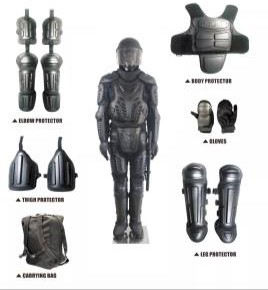 BODY PROTECTOR
ELBOW PROTECTOR
GLOVES
THIGH PROTECTOR
LEG PROTECTOR
CARRYING BAG